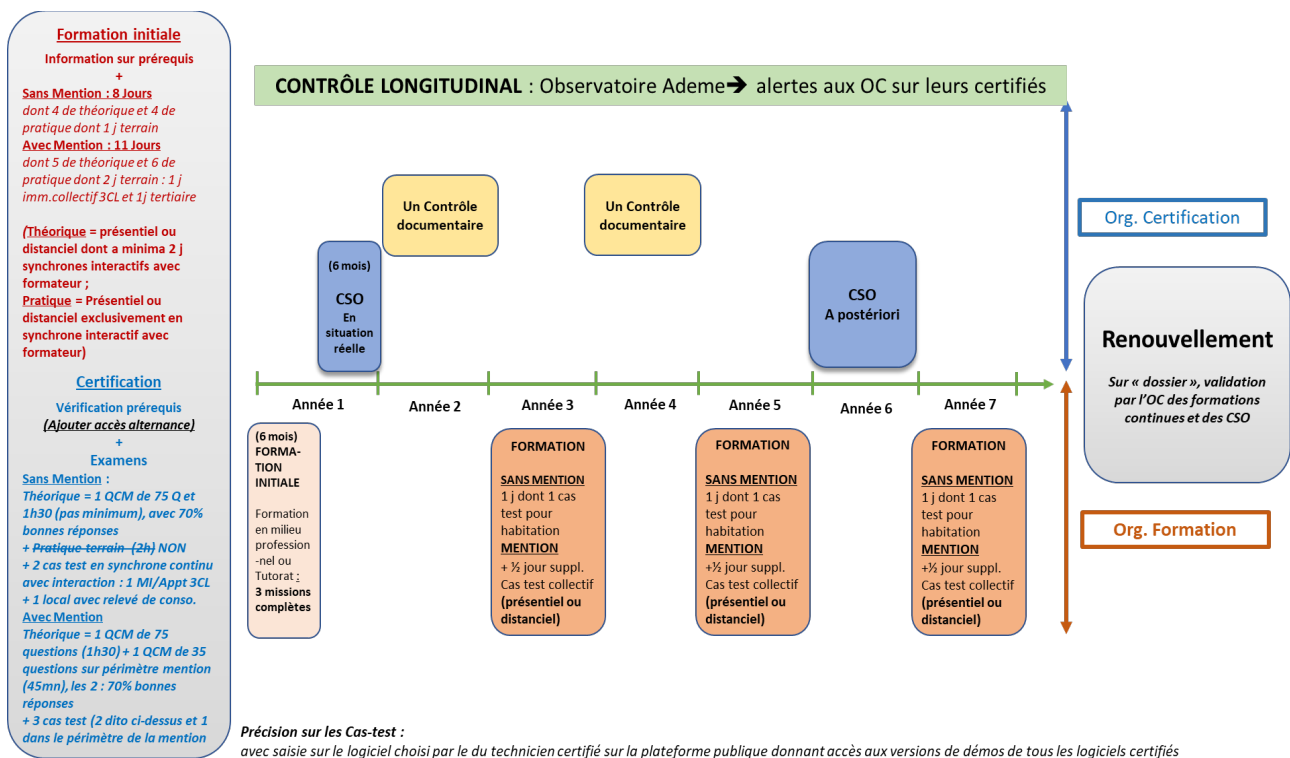 Formation initiale
Information sur prérequis
+
Sans Mention : 8 Jours
dont 4 de théorique et 4 de
pratique dont 1 j terrain
Avec Mention : 11 Jours
dont 5 de théorique et 6 de
pratique dont 2 j terrain : 1 j
imm.collectif 3CL et 1j tertiaire
(Théorique = présentiel ou
distanciel dont a minima 2 j
synchrones interactifs avec
formateur ;
Pratique = Présentiel ou
distanciel exclusivement en
synchrone interactif avec
formateur)
Certification
Vérification prérequis
(Ajouter accès alternance)
+
Examens
Sans Mention :
Théorique = 1 QCM de 75 Q et
1h30 (pas minimum), avec 70%
bonnes réponses
+ Pratique terrain (2h) NON
+ 2 cas test en synchrone continu
avec interaction : 1 MI/Appt 3CL
+ 1 local avec relevé de conso.
Avec Mention
Théorique = 1 QCM de 75
questions (1h30) + 1 QCM de 35
questions sur périmètre mention
(45mn), les 2 : 70% bonnes
réponses
+ 3 cas test (2 dito ci-dessus et 1
dans le périmètre de la mention
CONTRÔLE LONGITUDINAL : Observatoire Ademe➔ alertes aux OC sur leurs certifiés
Un Contrôle
documentaire
Un Contrôle
documentaire
(6 mois)
CSO
En
situation
réelle
CSO
A postériori
Année 1
Année 2
Année 3
Année 4
Année 5
Année 6
Année 7
(6 mois)
FORMA-
TION
INITIALE
Formation
en milieu
profession
-nel ou
Tutorat :
3 missions
complètes
FORMATION
SANS MENTION
1 j dont 1 cas
test pour
habitation
MENTION
+ ½ jour suppl.
Cas test collectif
(présentiel ou
distanciel)
FORMATION
SANS MENTION
1 j dont 1 cas
test pour
habitation
MENTION
+½ jour suppl.
Cas test collectif
(présentiel ou
distanciel)
FORMATION
SANS MENTION
1 j dont 1 cas
test pour
habitation
MENTION
+½ jour suppl.
Cas test collectif
(présentiel ou
distanciel)
Org. Certification
Renouvellement
Sur « dossier », validation
par l'OC des formations
continues et des CSO
Org. Formation
Précision sur les Cas-test :
avec saisie sur le logiciel choisi par le du technicien certifié sur la plateforme publique donnant accès aux versions de démos de tous les logiciels certifiés